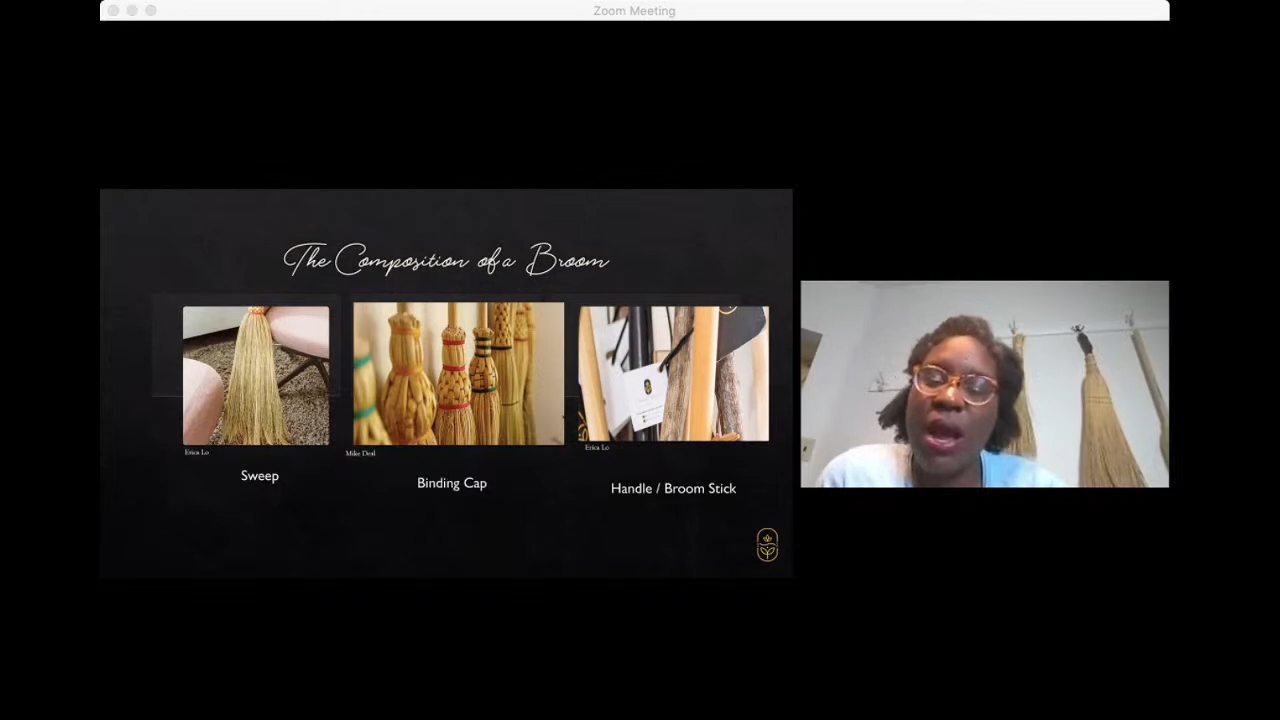 Zoom Meeting
The Composition of a Broom
Erica Lo
Mike Deal
Erica Lo
Sweep
Binding Cap
Handle / Broom Stick